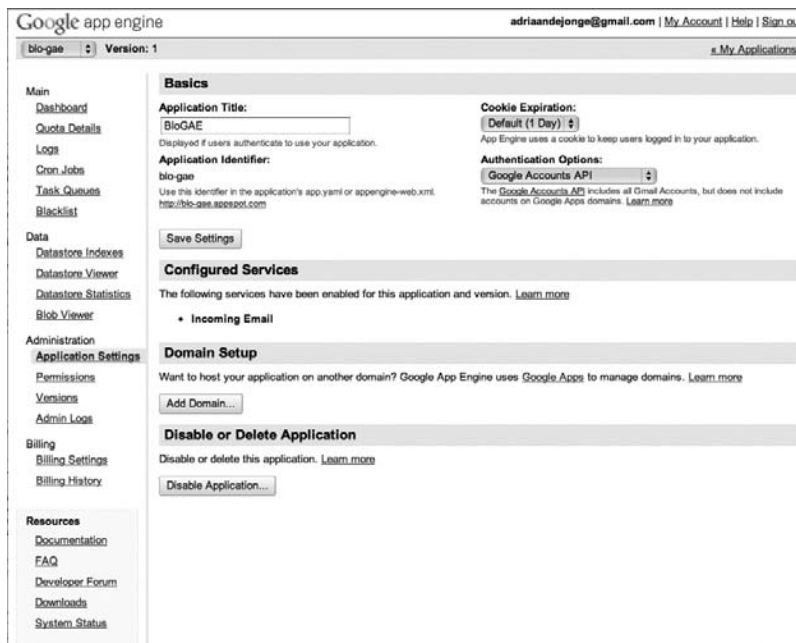 Google app engine
adriaandejonge@gmail.com | My Account | Help | Sign ou
blo-gae Version: 1
« My Applications
Main
Dashboard
Quota Details
Logs
Cron Jobs
Task Queues
Blacklist
Data
Datastore Indexes
Datastore Viewer
Datastore Statistics
Blob Viewer
Administration
Application Settings
Permissions
Versions
Admin Logs
Billing
Billing Settings
Billing History
Resources
Documentation
FAQ
Developer Forum
Downloads
System Status
Basics
Application Title:
BloGAE
Displayed if users authenticate to use your application.
Application Identifier:
blo-gae
Use this identifier in the application's app.yaml or appengine-web.xml.
http://blo-gae.appspot.com
Cookie Expiration:
Default (1 Day)
App Engine uses a cookie to keep users logged in to your application.
Authentication Options:
Google Accounts API
The Google Accounts API includes all Gmail Accounts, but does not include
accounts on Google Apps domains. Learn more
Save Settings
Configured Services
The following services have been enabled for this application and version. Learn more
• Incoming Email
Domain Setup
Want to host your application on another domain? Google App Engine uses Google Apps to manage domains. Learn more
Add Domain...
Disable or Delete Application
Disable or delete this application. Learn more
Disable Application...